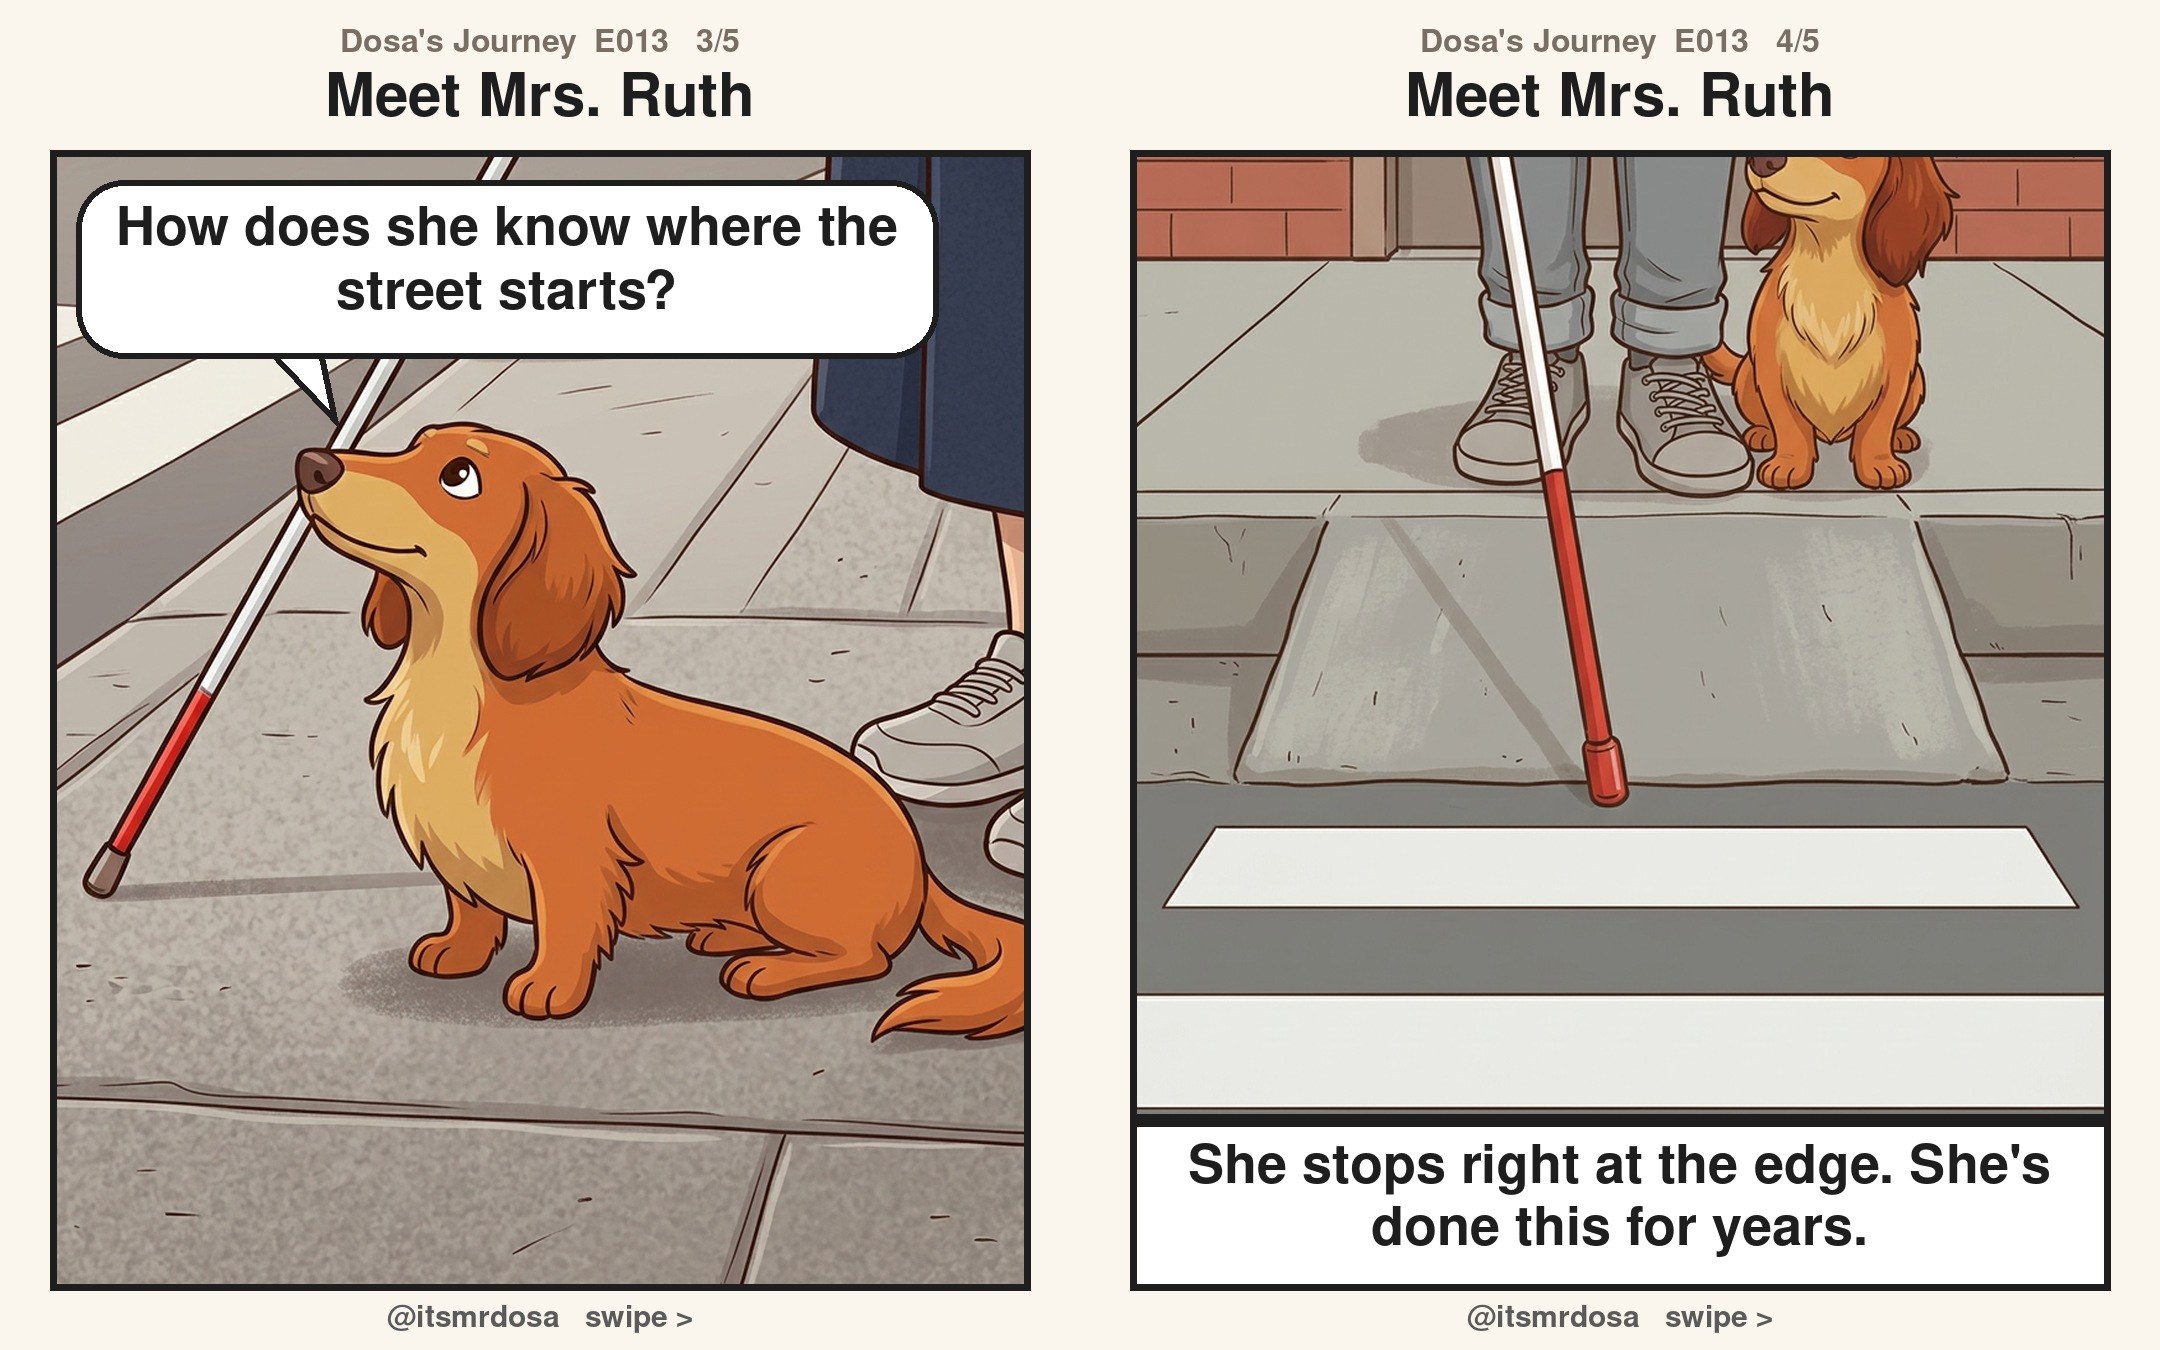 Dosa's Journey E013 3/5
Meet Mrs. Ruth
How does she know where the
street starts?
@itsmrdosa swipe >
Dosa's Journey E013 4/5
Meet Mrs. Ruth
She stops right at the edge. She's
done this for years.
@itsmrdosa swipe >